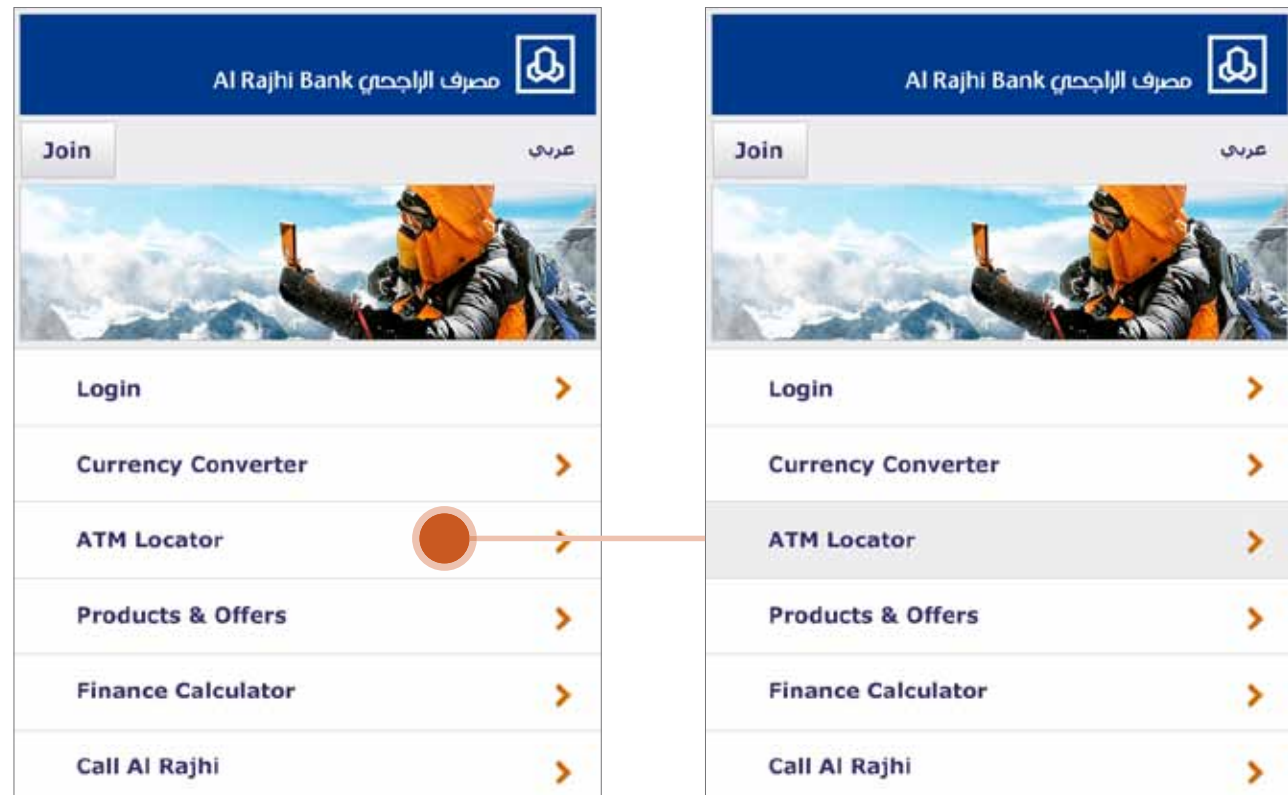 Al Rajhi Bank مصرف الراجحي
Join
عربي
Login
Currency Converter
ATM Locator
Products & Offers
Finance Calculator
Call Al Rajhi
Al Rajhi Bank مصرف الراجحي
Join
عربي
Login
Currency Converter
ATM Locator
Products & Offers
Finance Calculator
Call Al Rajhi